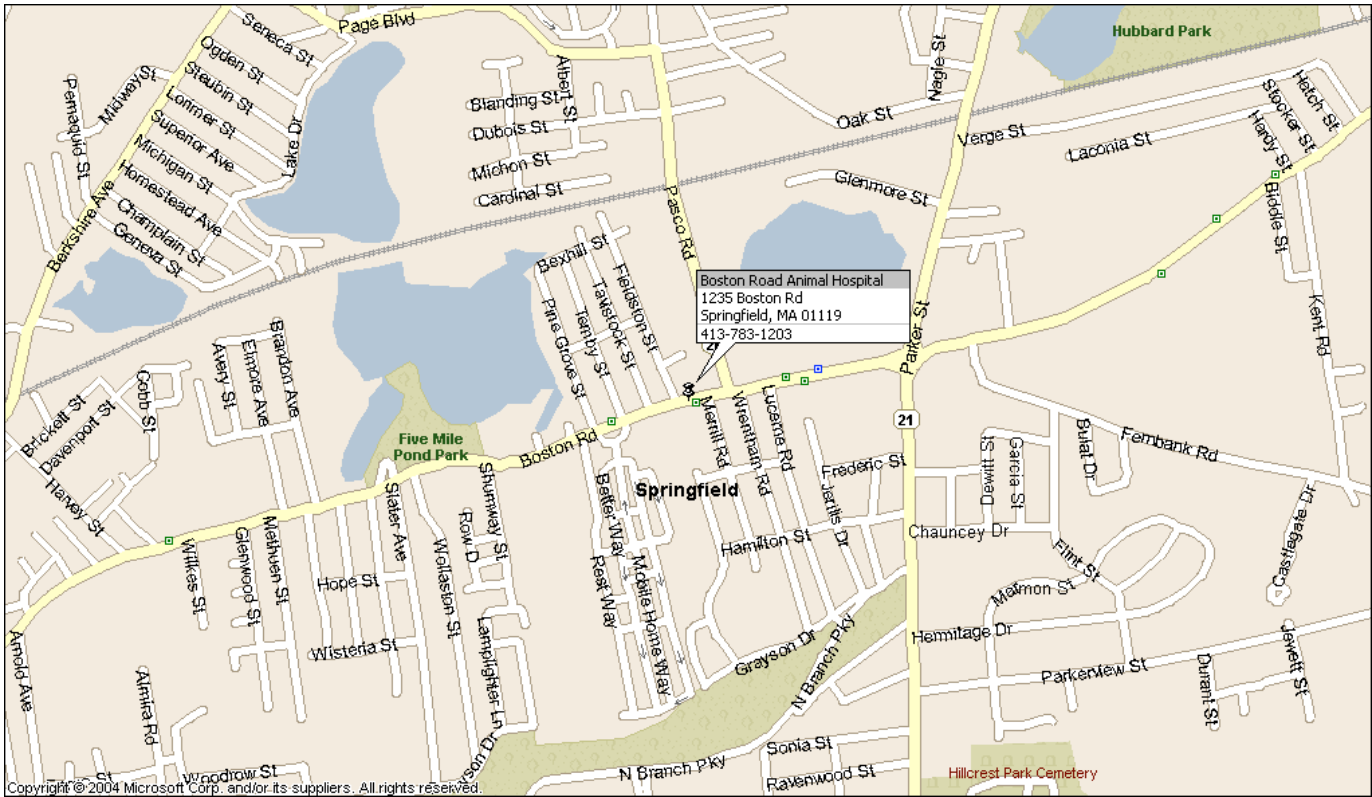 Page Blvd
Seneca St
Ogden St
Steubin St
Lorimer St
Superior Ave
Michigan St
Homestead Ave
Champlain St
Geneva St
Midway St
Pemaquid St
Berkshire Ave
Lake Dr
Albert St
Blanding St
Dubois St
Michon St
Cardinal St
Pasco Rd
Oak St
Nagle St
Hubbard Park
Verge St
Laconia St
Hatch St
Stocker St
Hardy St
Biddle St
Kent Rd
Glenmore St
Parker St
Bexhill St
Fieldston St
Tavistock St
Temby St
Pine Grove St
Boston Road Animal Hospital
1235 Boston Rd
Springfield, MA 01119
413-783-1203
Brandon Ave
Elmore Ave
Avery St
Cobb St
Brickett St
Davenport St
Harvey St
Five Mile
Pond Park
Boston Rd
Merrill Rd
Wrentham Rd
Lucerne Rd
21
Frederic St
Jerilis Dr
Springfield
Dewitt St
Garcia St
Bulat Dr
Fernbank Rd
Castlegate Dr
Chauncey Dr
Flint St
Hamilton St
Better Way
Rest Way
Mobile Home Way
Shumway St
Row D
Slater Ave
Wollaston St
Lamplighter Ln
Methuen St
Glenwood St
Wilkes St
Hope St
Wisteria St
Arnold Ave
Almira Rd
Woodrow St
Grayson Dr
N Branch Pky
N Branch Pky
Marmon St
Hermitage Dr
Parkerview St
Durant St
Jewett St
Sonia St
Ravenwood St
Hillcrest Park Cemetery
Copyright © 2004 Microsoft Corp. and/or its suppliers. All rights reserved.